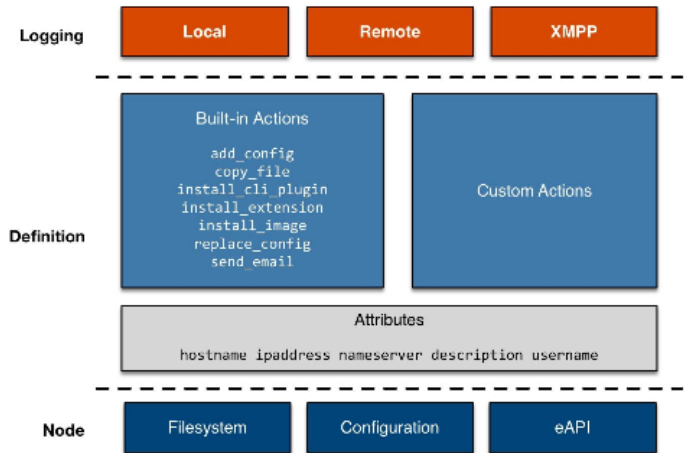 Logging
Local
Remote
XMPP
Definition
Built-in Actions
add_config
copy_file
install_cli_plugin
install_extension
install_image
replace_config
send_email
Custom Actions
Attributes
hostname ipaddress nameserver description username
Node
Filesystem
Configuration
eAPI